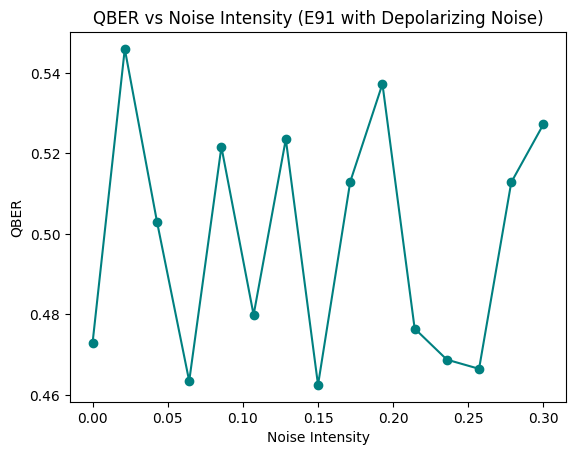 QBER vs Noise Intensity (E91 with Depolarizing Noise)
0.54
0.52
0.50
0.48
0.46
QBER
0.00 0.05 0.10 0.15 0.20 0.25 0.30
Noise Intensity